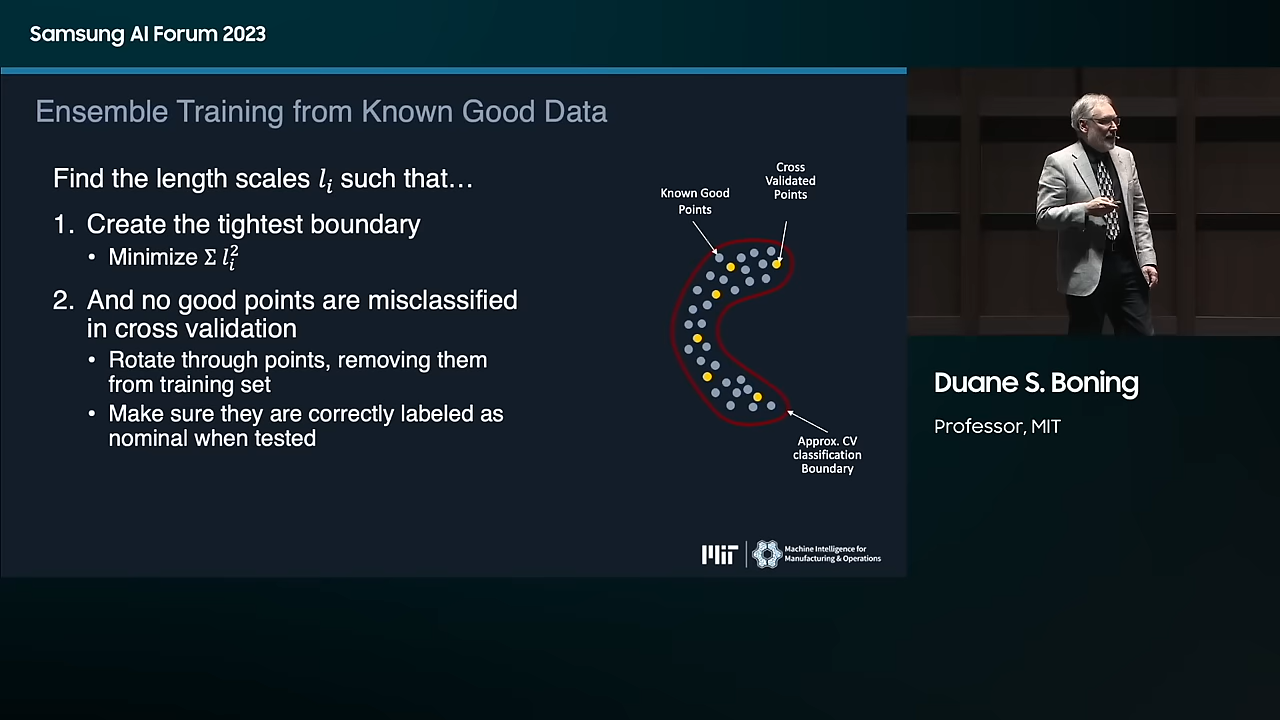 Samsung AI Forum 2023
Ensemble Training from Known Good Data
Find the length scales lᵢ such that…
1. Create the tightest boundary
• Minimize Σ lᵢ²
2. And no good points are misclassified
in cross validation
• Rotate through points, removing them
from training set
• Make sure they are correctly labeled as
nominal when tested
Known Good
Points
Cross
Validated
Points
Approx. CV
classification
Boundary
MIT
Machine Intelligence for
Manufacturing & Operations
Duane S. Boning
Professor, MIT